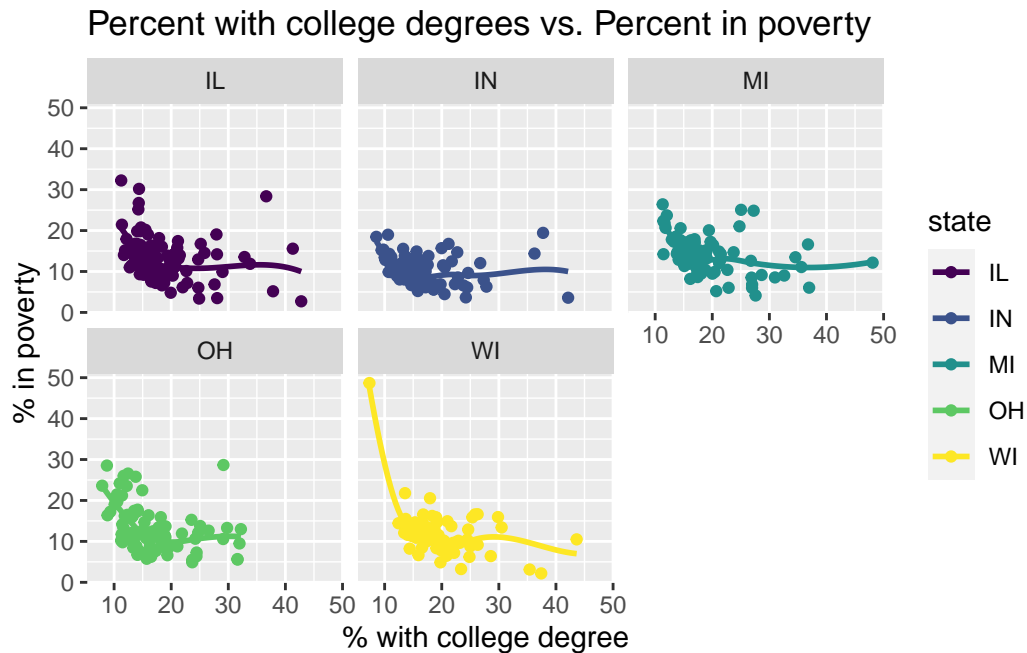 Percent with college degrees vs. Percent in poverty
IL IN MI
50
40
30
20
10
0
10 20 30 40 50
OH WI
50
40
30
20
10
0
10 20 30 40 50 10 20 30 40 50
% with college degree
% in poverty
state
IL
IN
MI
OH
WI